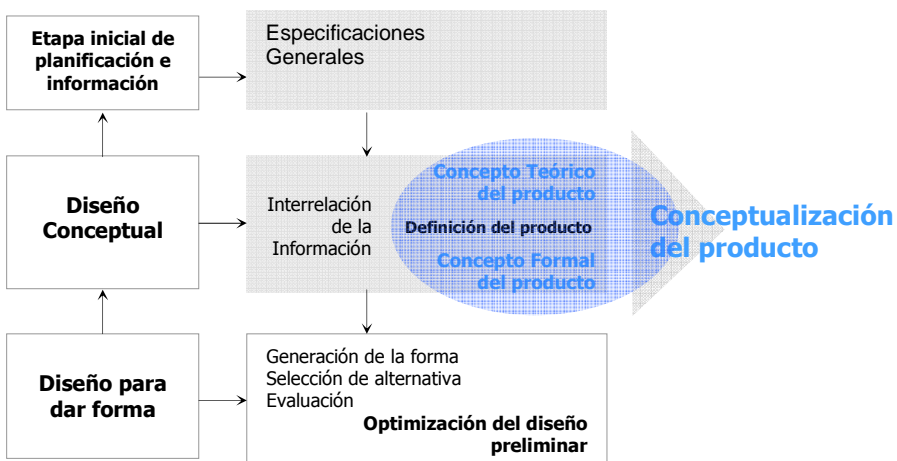 Etapa inicial de
planificación e
información
Especificaciones
Generales
Diseño
Conceptual
Interrelación
de la
Información
Concepto Teórico
del producto
Definición del producto
Concepto Formal
del producto
Conceptualización
del producto
Diseño para
dar forma
Generación de la forma
Selección de alternativa
Evaluación
Optimización del diseño
preliminar